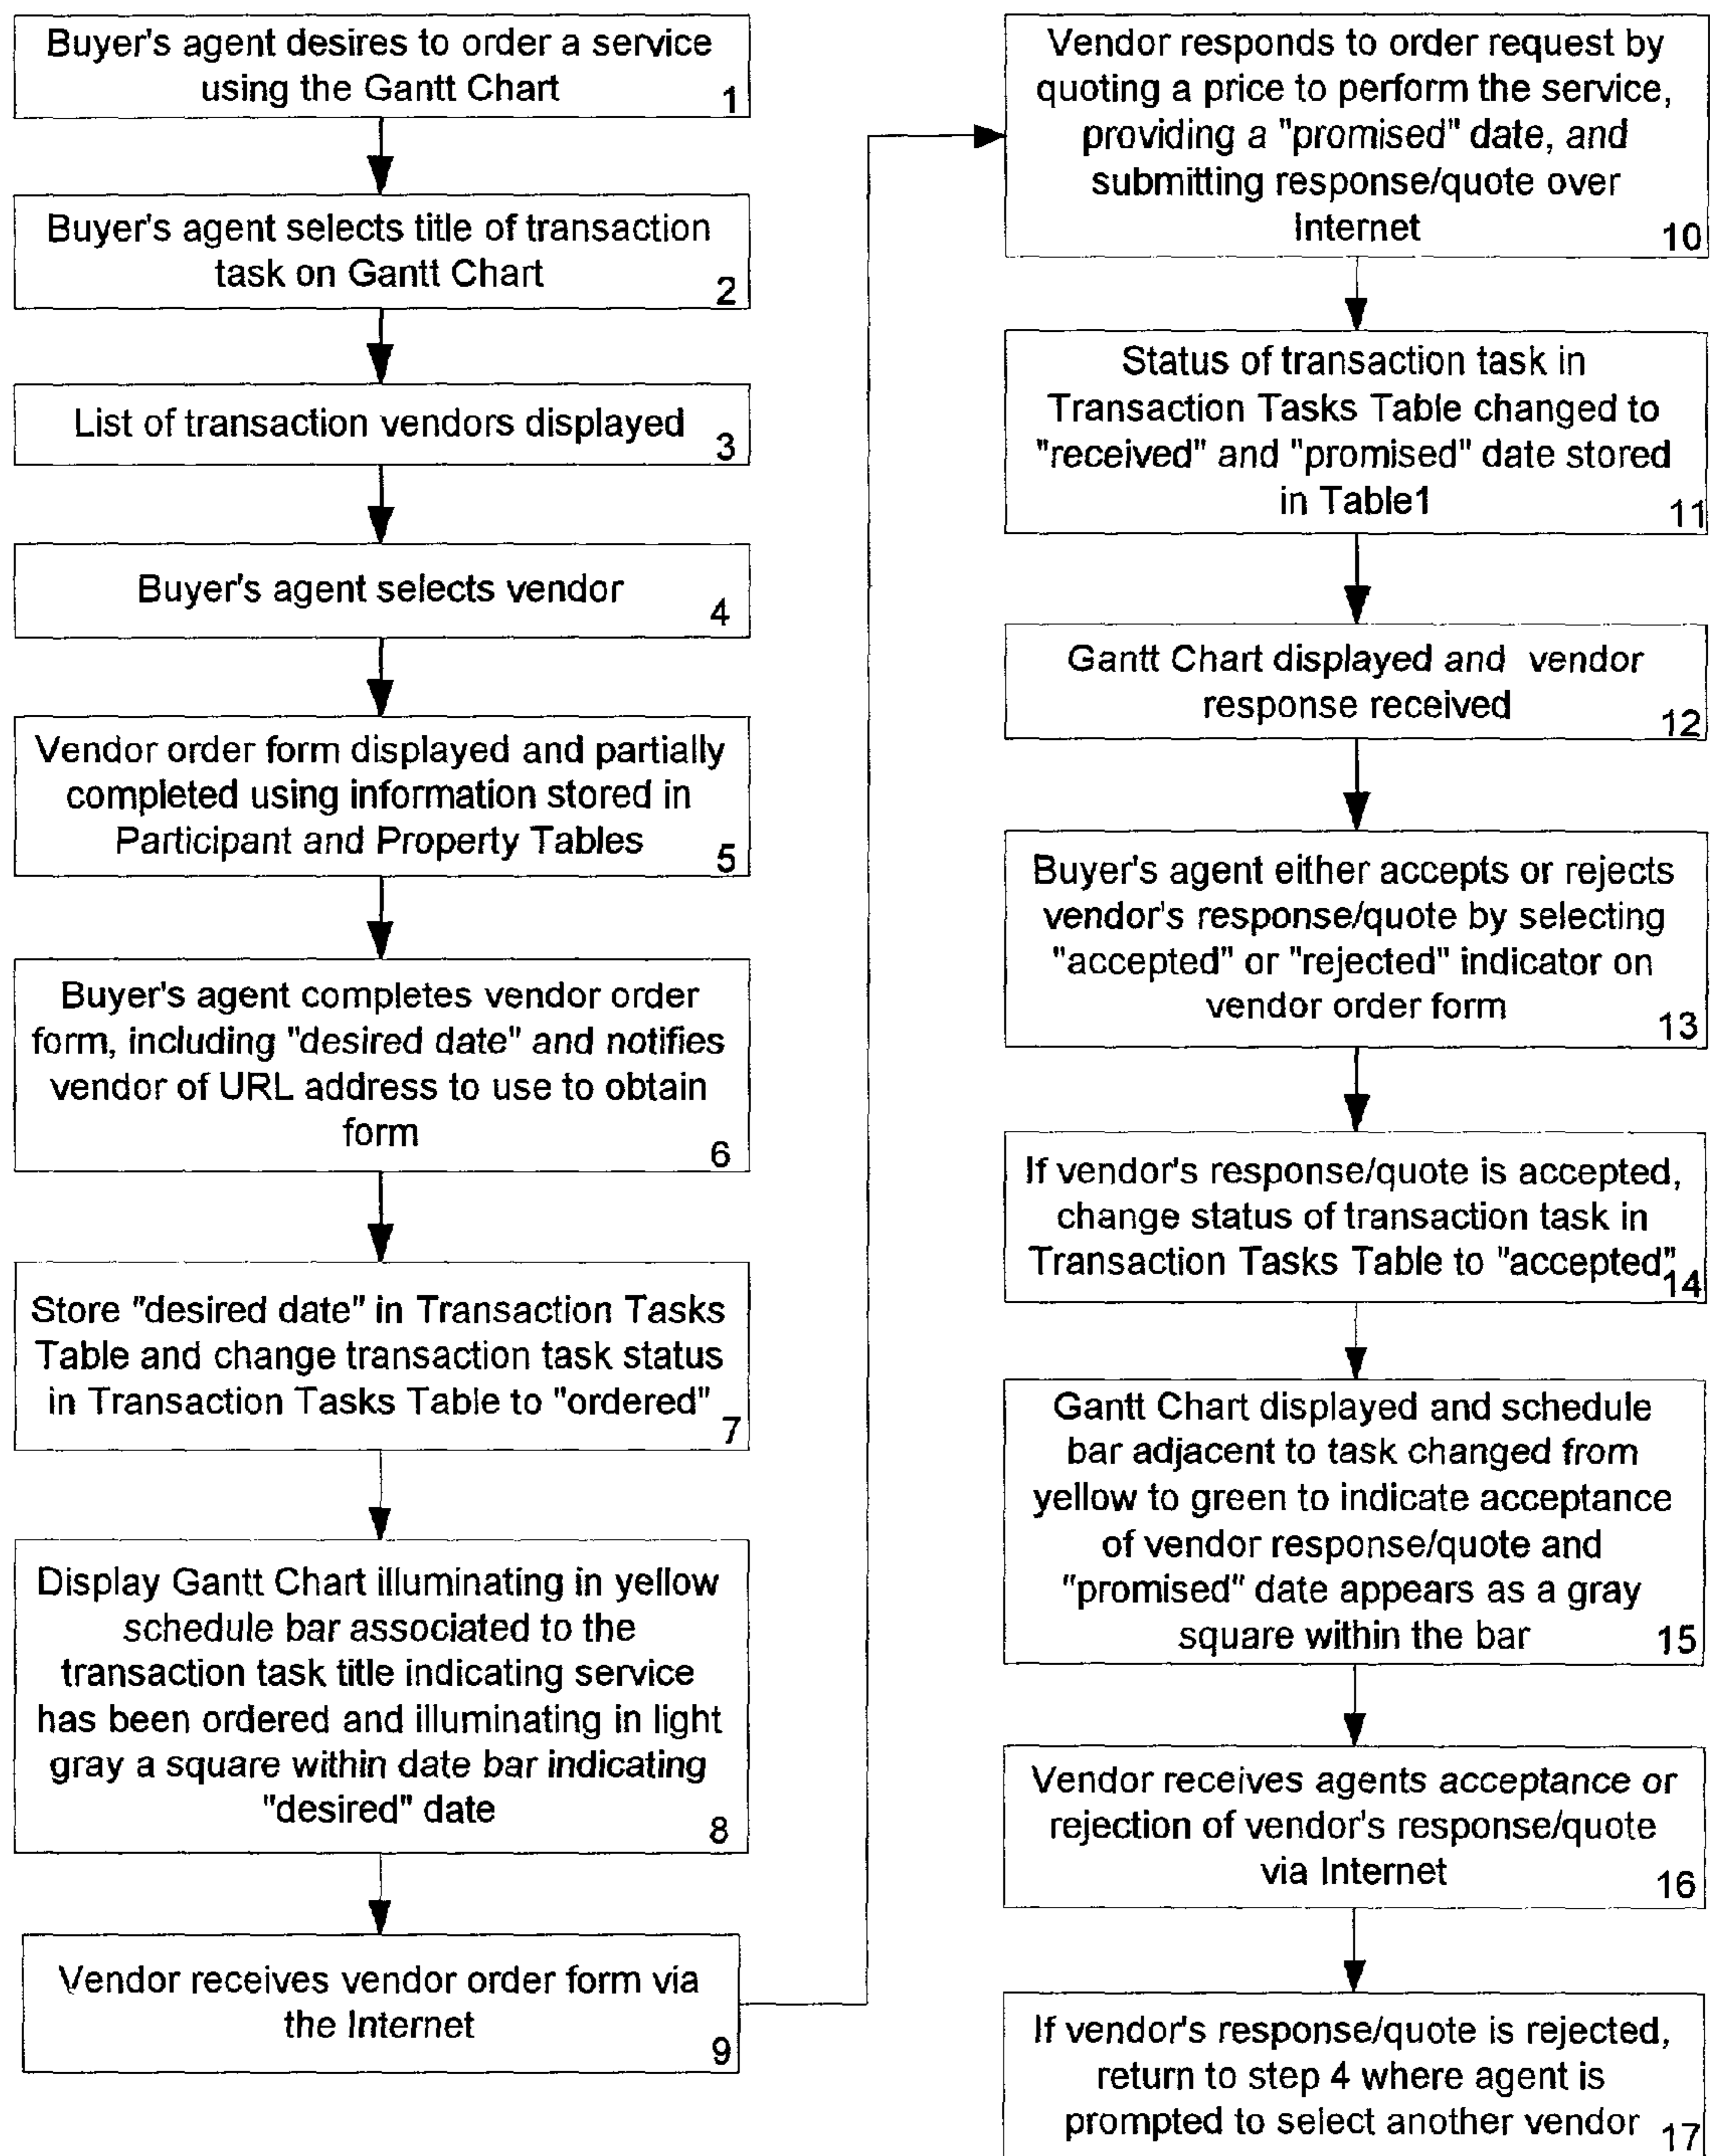 Buyer's agent desires to order a service
using the Gantt Chart
1
Buyer's agent selects title of transaction
task on Gantt Chart
2
List of transaction vendors displayed
3
Buyer's agent selects vendor
4
Vendor order form displayed and partially
completed using information stored in
Participant and Property Tables
5
Buyer's agent completes vendor order
form, including "desired date" and notifies
vendor of URL address to use to obtain
form
6
Store "desired date" in Transaction Tasks
Table and change transaction task status
in Transaction Tasks Table to "ordered"
7
Display Gantt Chart illuminating in yellow
schedule bar associated to the
transaction task title indicating service
has been ordered and illuminating in light
gray a square within date bar indicating
"desired" date
8
Vendor receives vendor order form via
the Internet
9
Vendor responds to order request by
quoting a price to perform the service,
providing a "promised" date, and
submitting response/quote over
Internet
10
Status of transaction task in
Transaction Tasks Table changed to
"received" and "promised" date stored
in Table1
11
Gantt Chart displayed and vendor
response received
12
Buyer's agent either accepts or rejects
vendor's response/quote by selecting
"accepted" or "rejected" indicator on
vendor order form
13
If vendor's response/quote is accepted,
change status of transaction task in
Transaction Tasks Table to "accepted"
14
Gantt Chart displayed and schedule
bar adjacent to task changed from
yellow to green to indicate acceptance
of vendor response/quote and
"promised" date appears as a gray
square within the bar
15
Vendor receives agents acceptance or
rejection of vendor's response/quote
via Internet
16
If vendor's response/quote is rejected,
return to step 4 where agent is
prompted to select another vendor
17